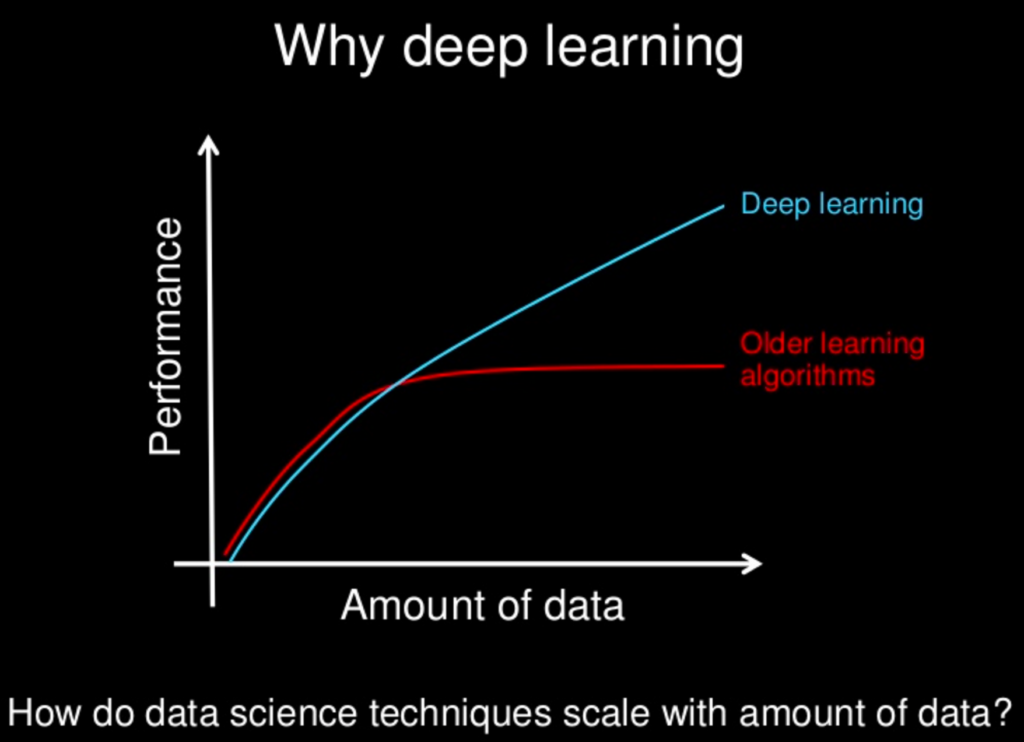 Why deep learning
Performance
Deep learning
Older learning
algorithms
Amount of data
How do data science techniques scale with amount of data?